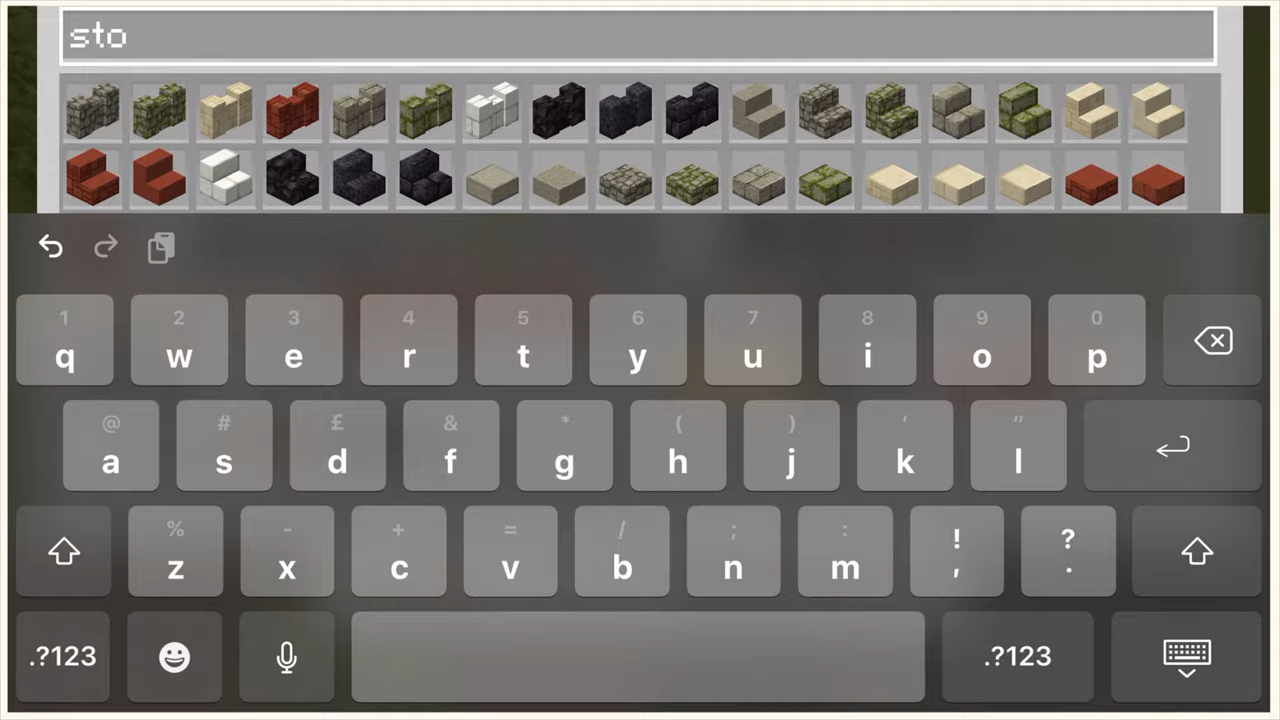 sto
1 2 3 4 5 6 7 8 9 0
q w e r t y u i o p
@ # £ & * ( ) ' "
a s d f g h j k l
% - + = / ; : ! ?
z x c v b n m , .
.?123 .?123